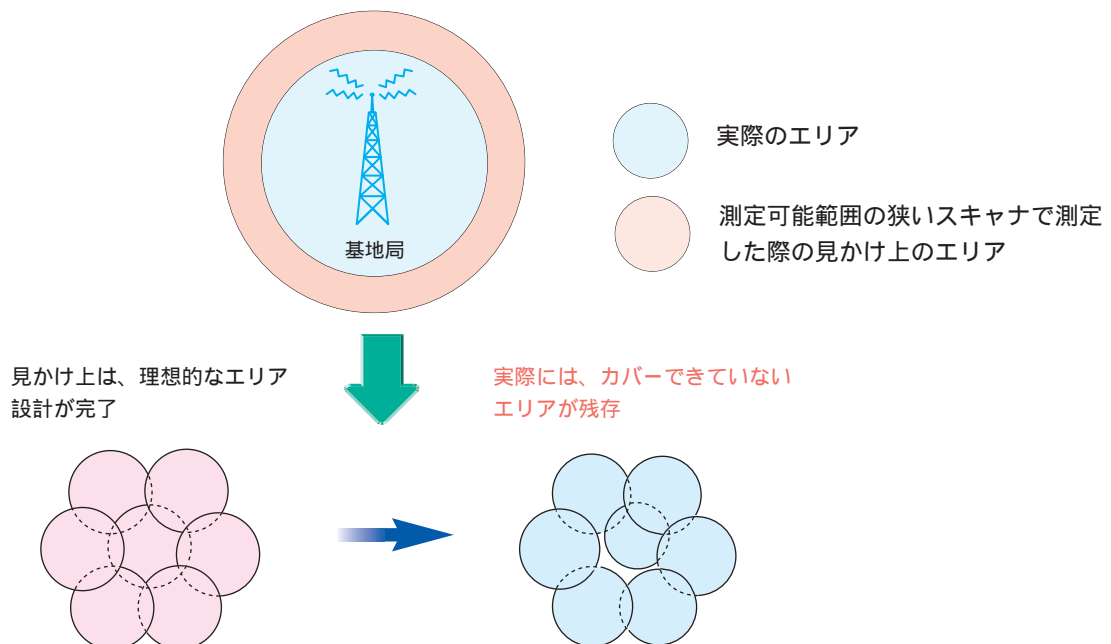 基地局
実際のエリア
測定可能範囲の狭いスキャナで測定
した際の見かけ上のエリア
見かけ上は、理想的なエリア
設計が完了
実際には、カバーできていない
エリアが残存